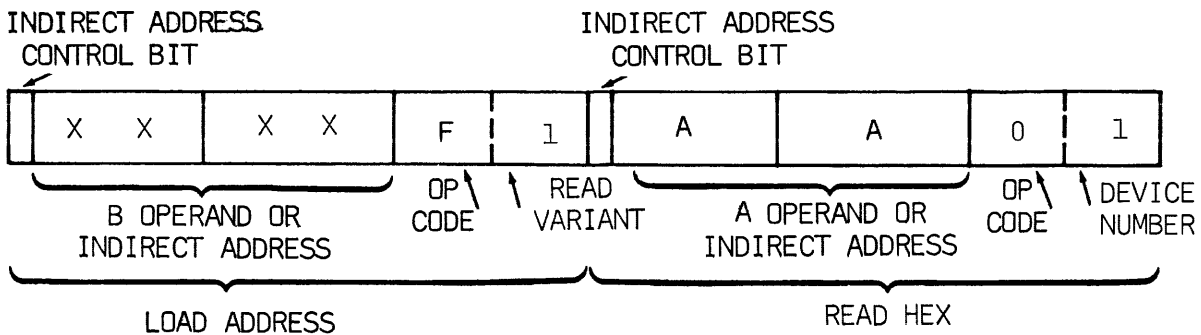 INDIRECT ADDRESS
CONTROL BIT
INDIRECT ADDRESS
CONTROL BIT
X X X X F 1 A A 0 1
B OPERAND OR
INDIRECT ADDRESS
OP
CODE
READ
VARIANT
A OPERAND OR
INDIRECT ADDRESS
OP
CODE
DEVICE
NUMBER
LOAD ADDRESS
READ HEX